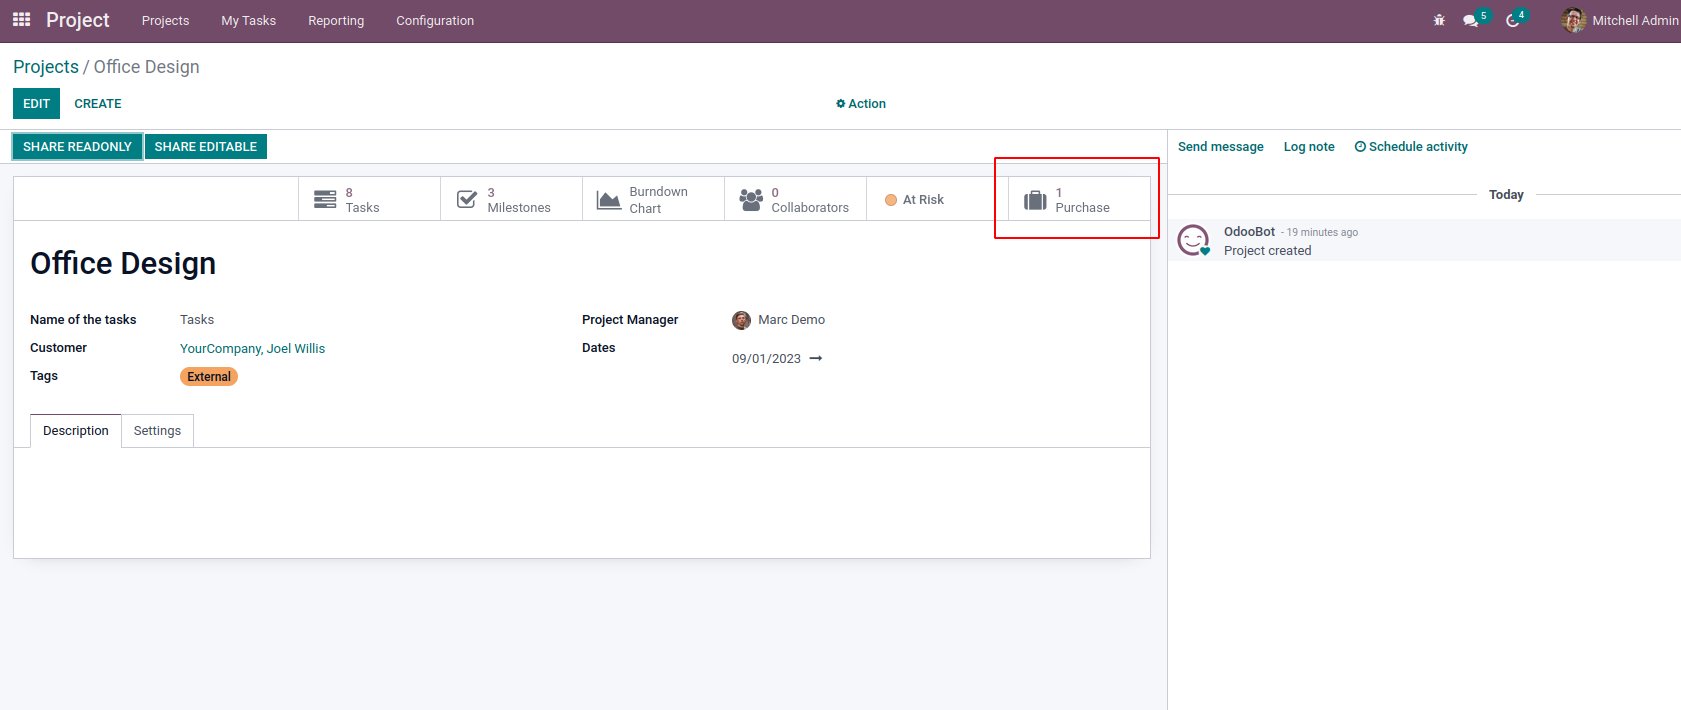 Project Projects My Tasks Reporting Configuration 5 4 Mitchell Admin
Projects / Office Design
EDIT CREATE Action
SHARE READONLY SHARE EDITABLE Send message Log note Schedule activity
8 Tasks
3 Milestones
Burndown Chart
0 Collaborators
At Risk
1 Purchase
Today
OdooBot - 19 minutes ago
Project created
Office Design
Name of the tasks Tasks Project Manager Marc Demo
Customer YourCompany, Joel Willis Dates 09/01/2023
Tags External
Description Settings